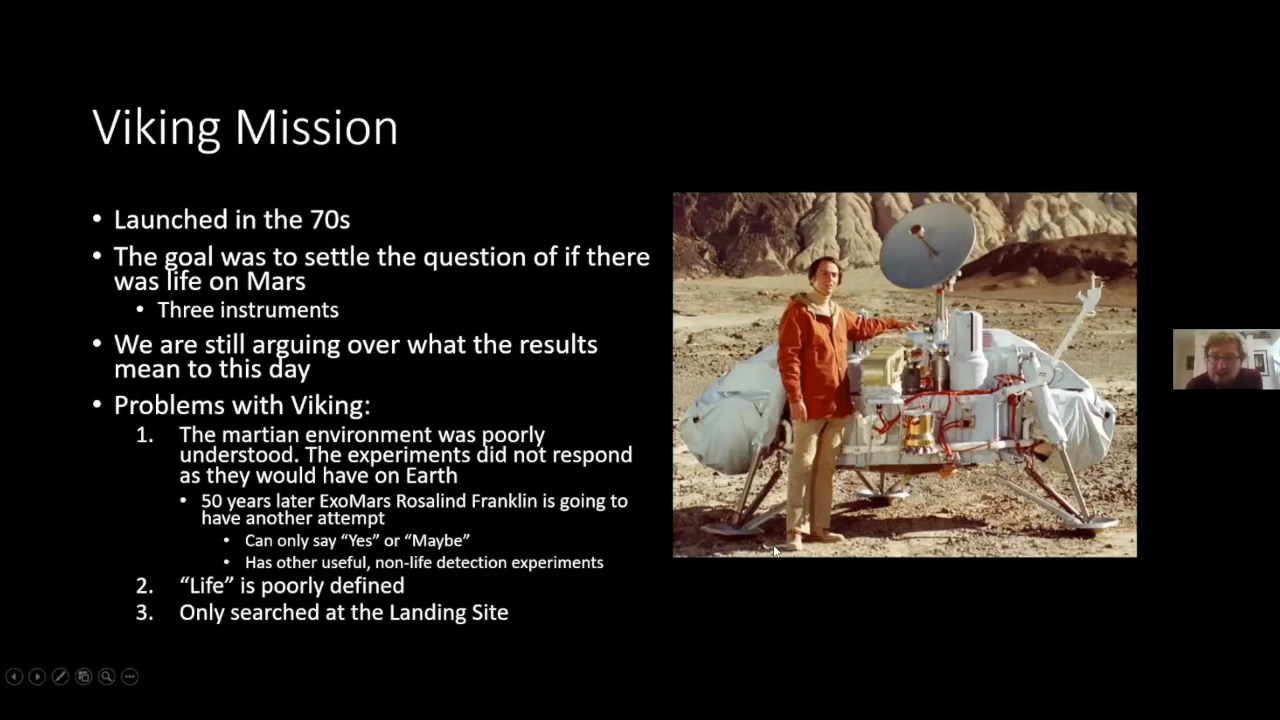 Viking Mission
• Launched in the 70s
• The goal was to settle the question of if there
was life on Mars
• Three instruments
• We are still arguing over what the results
mean to this day
• Problems with Viking:
1. The martian environment was poorly
understood. The experiments did not respond
as they would have on Earth
• 50 years later ExoMars Rosalind Franklin is going to
have another attempt
• Can only say “Yes” or “Maybe”
• Has other useful, non-life detection experiments
2. “Life” is poorly defined
3. Only searched at the Landing Site